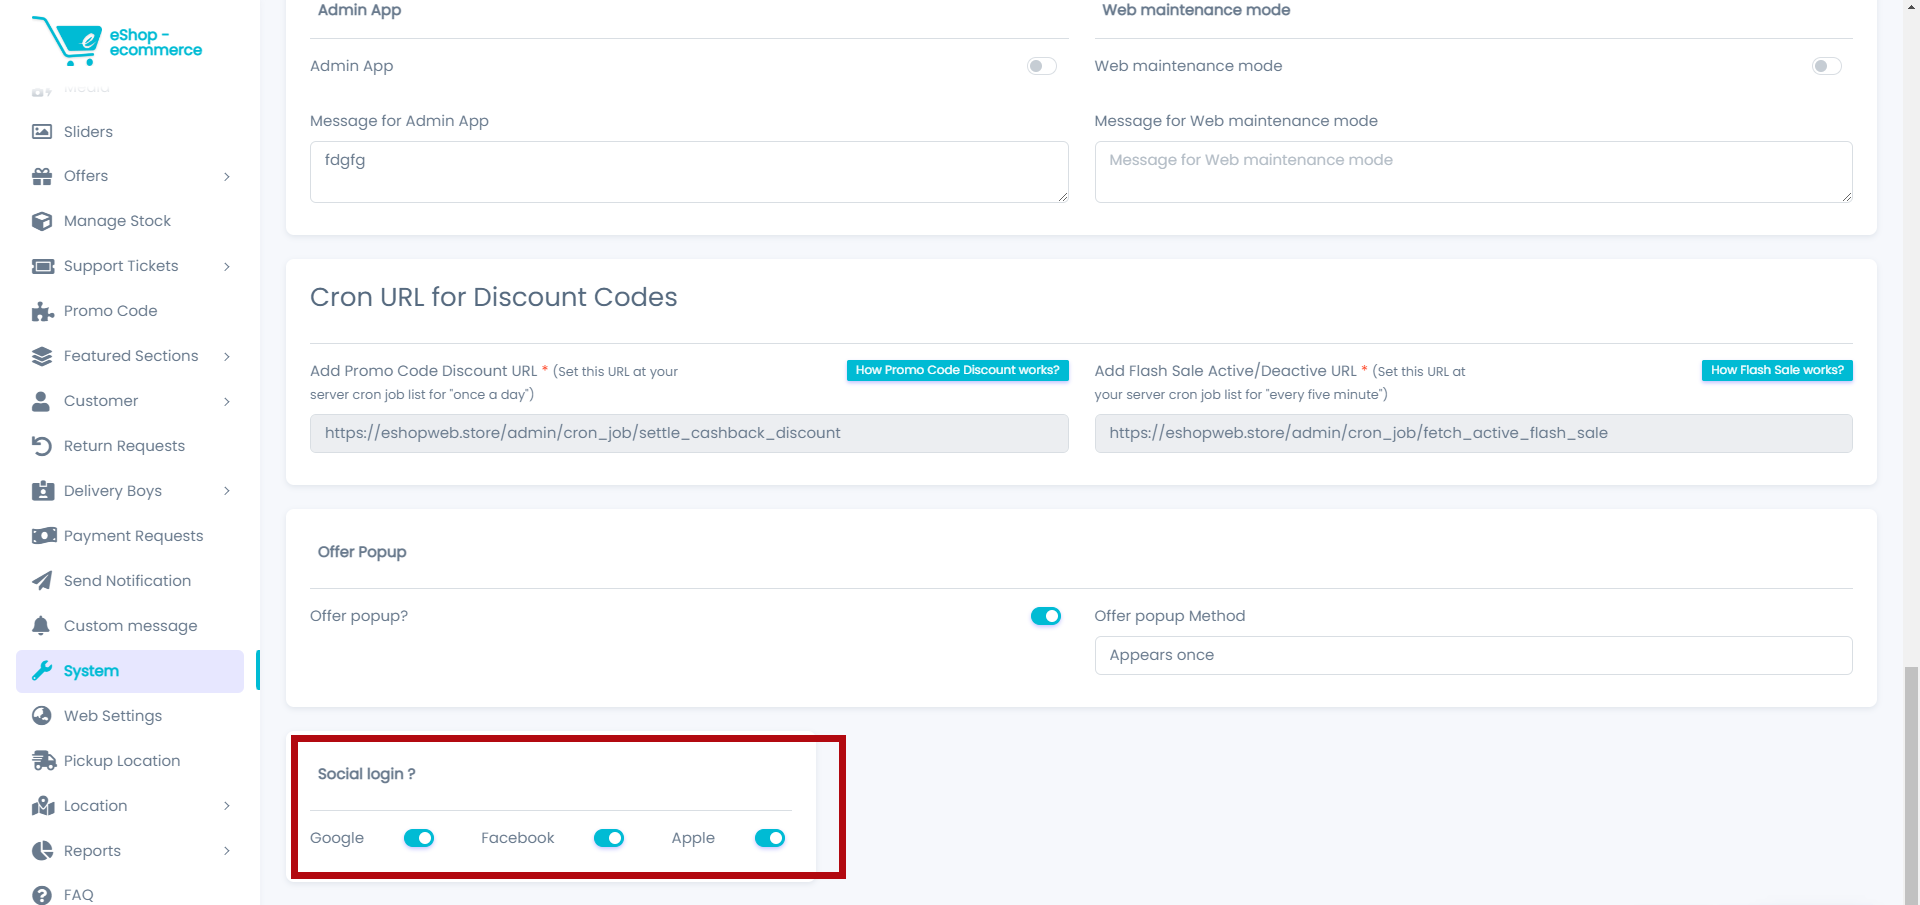 eShop -
ecommerce
Media
Sliders
Offers
Manage Stock
Support Tickets
Promo Code
Featured Sections
Customer
Return Requests
Delivery Boys
Payment Requests
Send Notification
Custom message
System
Web Settings
Pickup Location
Location
Reports
FAQ
Admin App
Admin App
Message for Admin App
fdgfg
Web maintenance mode
Web maintenance mode
Message for Web maintenance mode
Message for Web maintenance mode
Cron URL for Discount Codes
Add Promo Code Discount URL * (Set this URL at your
server cron job list for "once a day")
How Promo Code Discount works?
https://eshopweb.store/admin/cron_job/settle_cashback_discount
Add Flash Sale Active/Deactive URL * (Set this URL at
your server cron job list for "every five minute")
How Flash Sale works?
https://eshopweb.store/admin/cron_job/fetch_active_flash_sale
Offer Popup
Offer popup?
Offer popup Method
Appears once
Social login ?
Google
Facebook
Apple